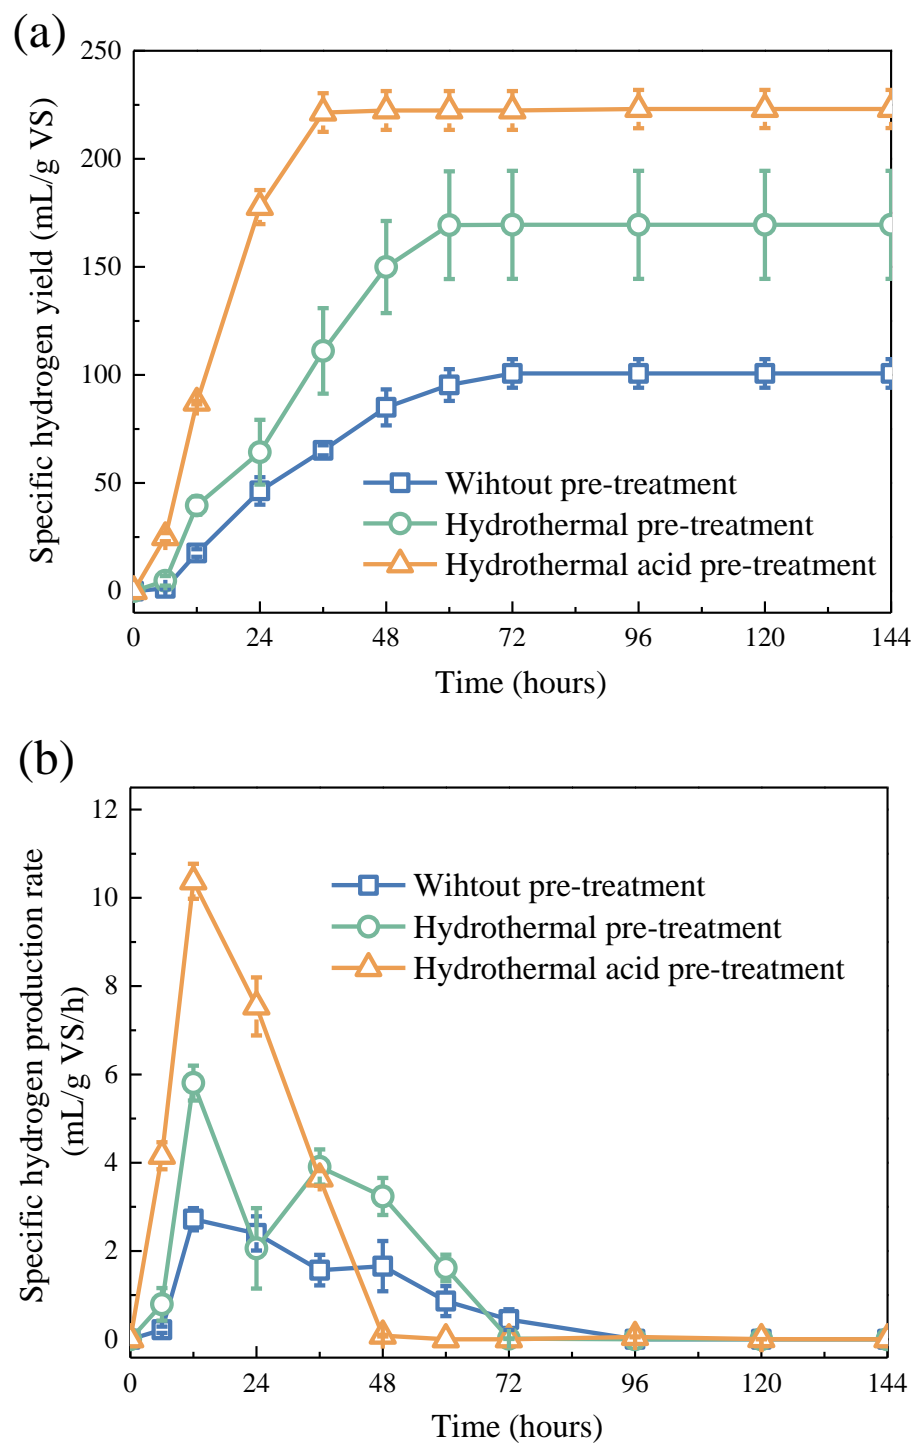 (a)
250
200
150
100
50
0
Specific hydrogen yield (mL/g VS)
Wihtout pre-treatment
Hydrothermal pre-treatment
Hydrothermal acid pre-treatment
0 24 48 72 96 120 144
Time (hours)
(b)
12
10
8
6
4
2
0
Specific hydrogen production rate
(mL/g VS/h)
Wihtout pre-treatment
Hydrothermal pre-treatment
Hydrothermal acid pre-treatment
0 24 48 72 96 120 144
Time (hours)